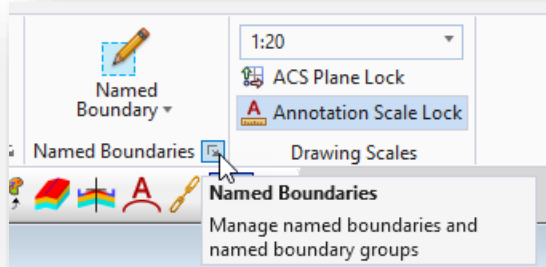 1:20
ACS Plane Lock
Annotation Scale Lock
Named
Boundary
Named Boundaries
Drawing Scales
Named Boundaries
Manage named boundaries and
named boundary groups